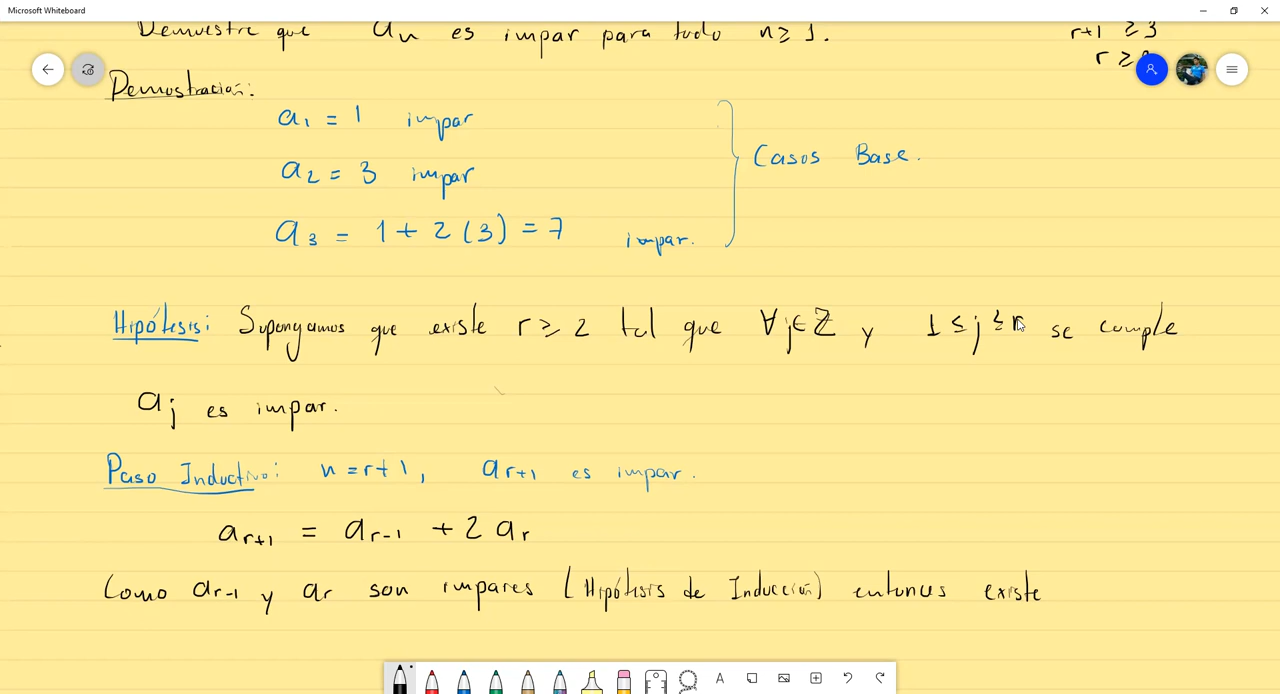 Microsoft Whiteboard
Demuestre que an es impar para todo n ≥ 1.
r+1 ≥ 3
r ≥
Demostración:
a1 = 1 impar
a2 = 3 impar
Casos Base.
a3 = 1 + 2 (3) = 7 impar.
Hipótesis: Supongamos que existe r ≥ 2 tal que ∀j∈Z y 1 ≤ j ≤ r se cumple
aj es impar.
Paso Inductivo: n = r+1, ar+1 es impar.
ar+1 = ar-1 + 2 ar
Como ar-1 y ar son impares (Hipótesis de Inducción) entonces existe
A